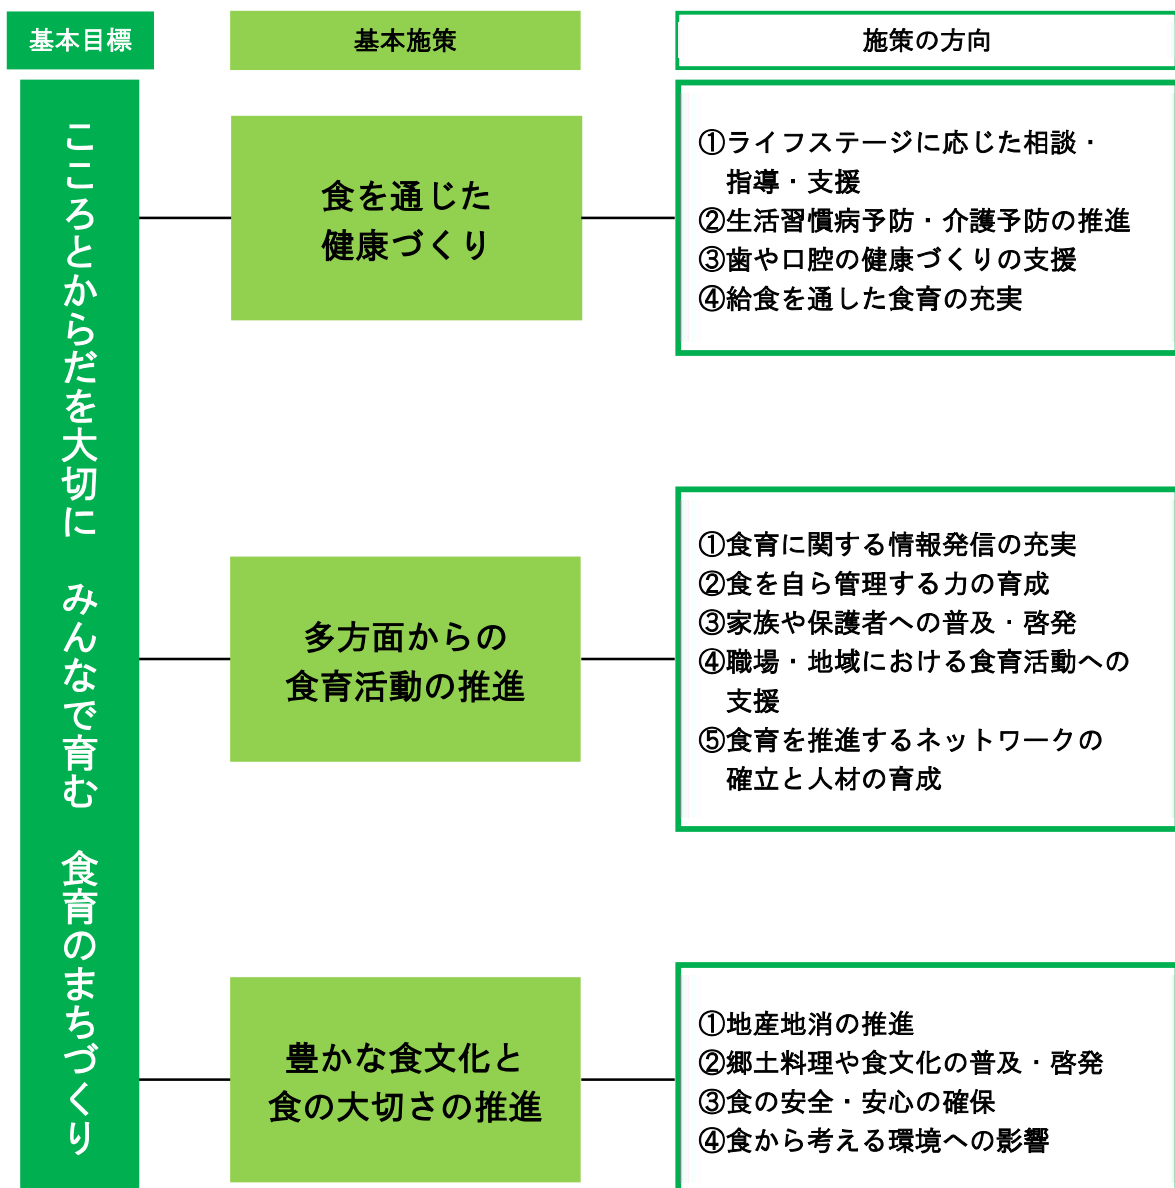 基本目標
基本施策
施策の方向
こころとからだを大切に　みんなで育む　食育のまちづくり
食を通じた
健康づくり
①ライフステージに応じた相談・
指導・支援
②生活習慣病予防・介護予防の推進
③歯や口腔の健康づくりの支援
④給食を通した食育の充実
多方面からの
食育活動の推進
①食育に関する情報発信の充実
②食を自ら管理する力の育成
③家族や保護者への普及・啓発
④職場・地域における食育活動への
支援
⑤食育を推進するネットワークの
確立と人材の育成
豊かな食文化と
食の大切さの推進
①地産地消の推進
②郷土料理や食文化の普及・啓発
③食の安全・安心の確保
④食から考える環境への影響